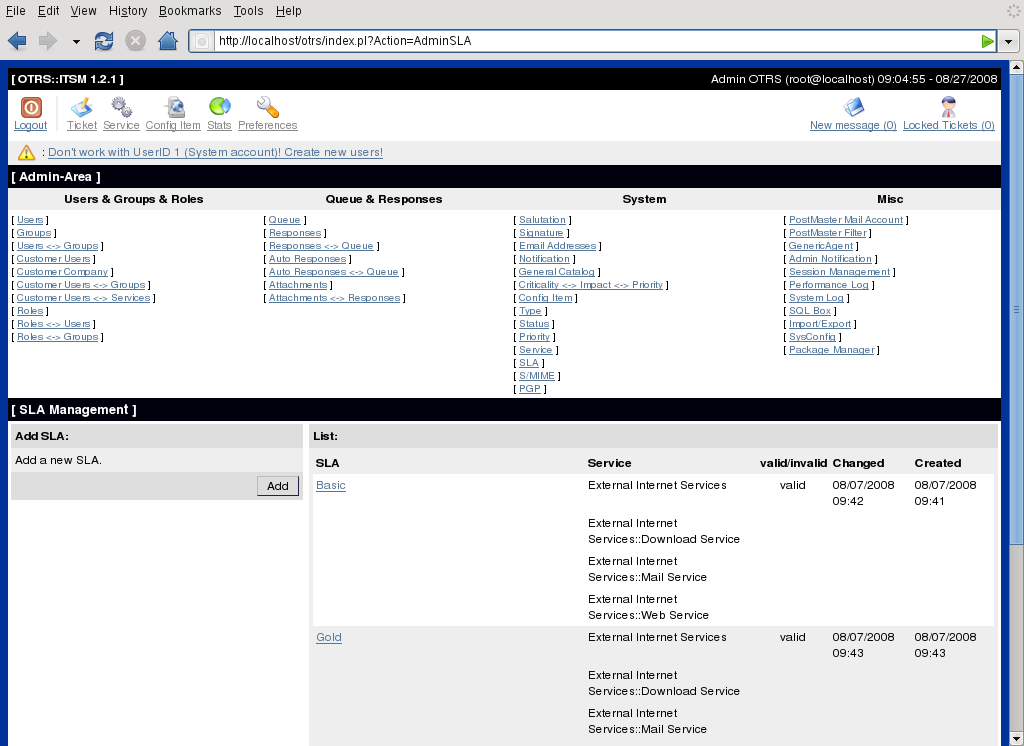 File Edit View History Bookmarks Tools Help
http://localhost/otrs/index.pl?Action=AdminSLA
[ OTRS::ITSM 1.2.1 ] Admin OTRS (root@localhost) 09:04:55 - 08/27/2008
Logout Ticket Service Config Item Stats Preferences New message (0) Locked Tickets (0)
: Don't work with UserID 1 (System account)! Create new users!
[ Admin-Area ]
Users & Groups & Roles Queue & Responses System Misc
[ Users ] [ Queue ] [ Salutation ] [ PostMaster Mail Account ]
[ Groups ] [ Responses ] [ Signature ] [ PostMaster Filter ]
[ Users <-> Groups ] [ Responses <-> Queue ] [ Email Addresses ] [ GenericAgent ]
[ Customer Users ] [ Auto Responses ] [ Notification ] [ Admin Notification ]
[ Customer Company ] [ Auto Responses <-> Queue ] [ General Catalog ] [ Session Management ]
[ Customer Users <-> Groups ] [ Attachments ] [ Criticality <-> Impact <-> Priority ] [ Performance Log ]
[ Customer Users <-> Services ] [ Attachments <-> Responses ] [ Config Item ] [ System Log ]
[ Roles ] [ Type ] [ SQL Box ]
[ Roles <-> Users ] [ Status ] [ Import/Export ]
[ Roles <-> Groups ] [ Priority ] [ SysConfig ]
[ Service ] [ Package Manager ]
[ SLA ]
[ S/MIME ]
[ PGP ]
[ SLA Management ]
Add SLA: List:
Add a new SLA.
Add
SLA Service valid/invalid Changed Created
Basic External Internet Services valid 08/07/2008 08/07/2008
09:42 09:41
External Internet
Services::Download Service
External Internet
Services::Mail Service
External Internet
Services::Web Service
Gold External Internet Services valid 08/07/2008 08/07/2008
09:43 09:43
External Internet
Services::Download Service
External Internet
Services::Mail Service